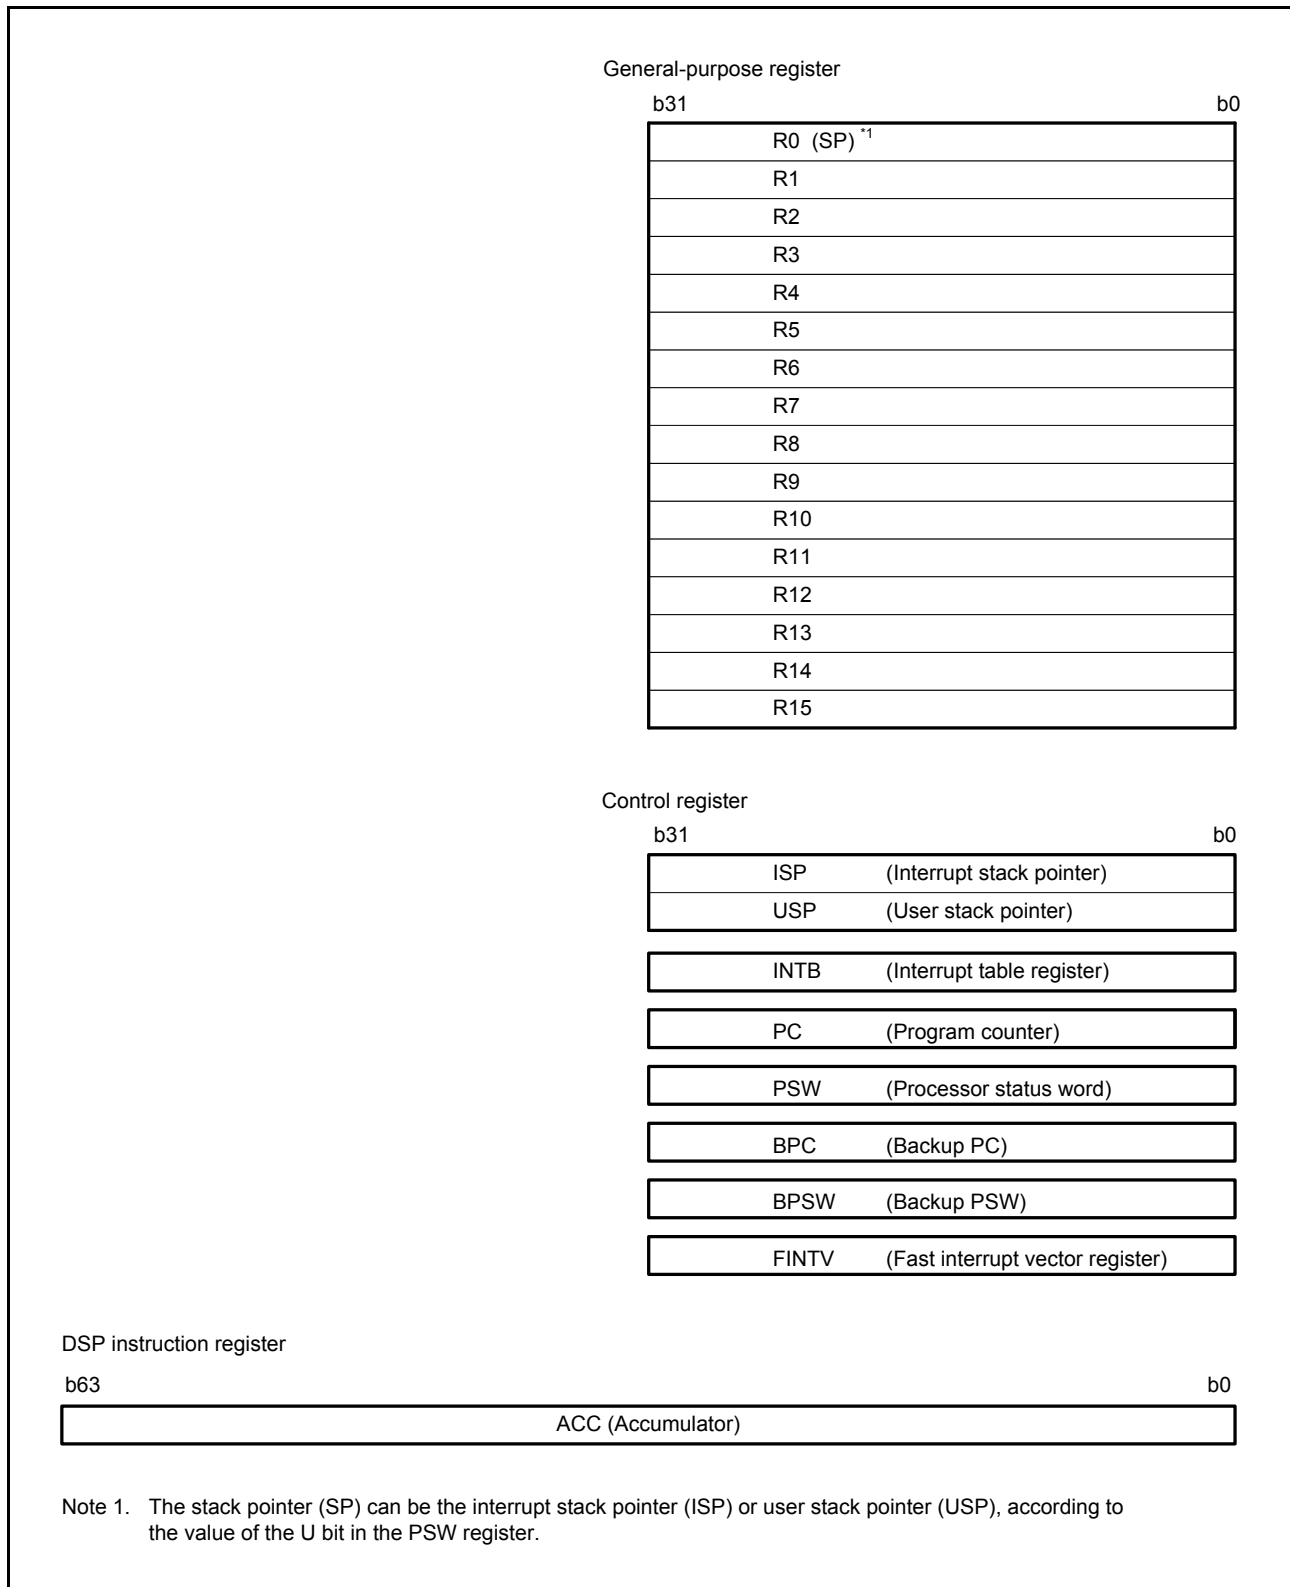 General-purpose register
b31 b0
R0 (SP) *1
R1
R2
R3
R4
R5
R6
R7
R8
R9
R10
R11
R12
R13
R14
R15
Control register
b31 b0
ISP (Interrupt stack pointer)
USP (User stack pointer)
INTB (Interrupt table register)
PC (Program counter)
PSW (Processor status word)
BPC (Backup PC)
BPSW (Backup PSW)
FINTV (Fast interrupt vector register)
DSP instruction register
b63 b0
ACC (Accumulator)
Note 1. The stack pointer (SP) can be the interrupt stack pointer (ISP) or user stack pointer (USP), according to
the value of the U bit in the PSW register.